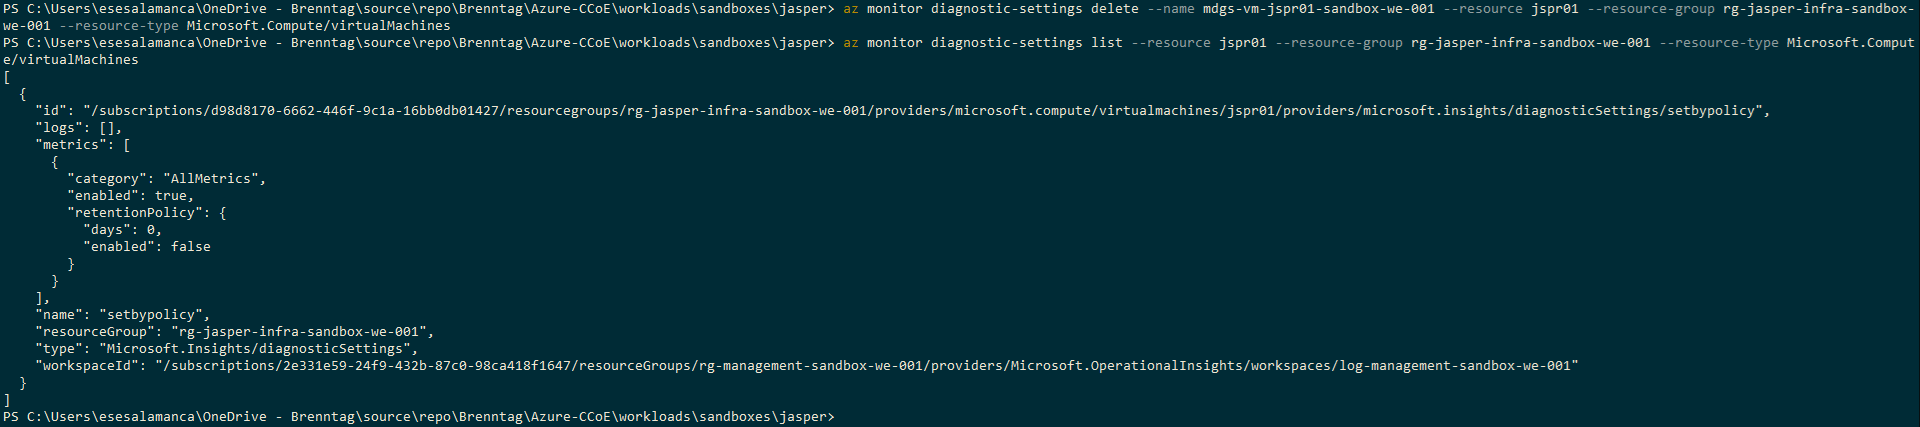 PS C:\Users\esesalamanca\OneDrive - Brenntag\source\repo\Brenntag\Azure-CCoE\workloads\sandboxes\jasper> az monitor diagnostic-settings delete --name mdgs-vm-jspr01-sandbox-we-001 --resource jspr01 --resource-group rg-jasper-infra-sandbox-
we-001 --resource-type Microsoft.Compute/virtualMachines
PS C:\Users\esesalamanca\OneDrive - Brenntag\source\repo\Brenntag\Azure-CCoE\workloads\sandboxes\jasper> az monitor diagnostic-settings list --resource jspr01 --resource-group rg-jasper-infra-sandbox-we-001 --resource-type Microsoft.Comput
e/virtualMachines
[
  {
    "id": "/subscriptions/d98d8170-6662-446f-9c1a-16bb0db01427/resourcegroups/rg-jasper-infra-sandbox-we-001/providers/microsoft.compute/virtualmachines/jspr01/providers/microsoft.insights/diagnosticSettings/setbypolicy",
    "logs": [],
    "metrics": [
      {
        "category": "AllMetrics",
        "enabled": true,
        "retentionPolicy": {
          "days": 0,
          "enabled": false
        }
      }
    ],
    "name": "setbypolicy",
    "resourceGroup": "rg-jasper-infra-sandbox-we-001",
    "type": "Microsoft.Insights/diagnosticSettings",
    "workspaceId": "/subscriptions/2e331e59-24f9-432b-87c0-98ca418f1647/resourceGroups/rg-management-sandbox-we-001/providers/Microsoft.OperationalInsights/workspaces/log-management-sandbox-we-001"
  }
]
PS C:\Users\esesalamanca\OneDrive - Brenntag\source\repo\Brenntag\Azure-CCoE\workloads\sandboxes\jasper>